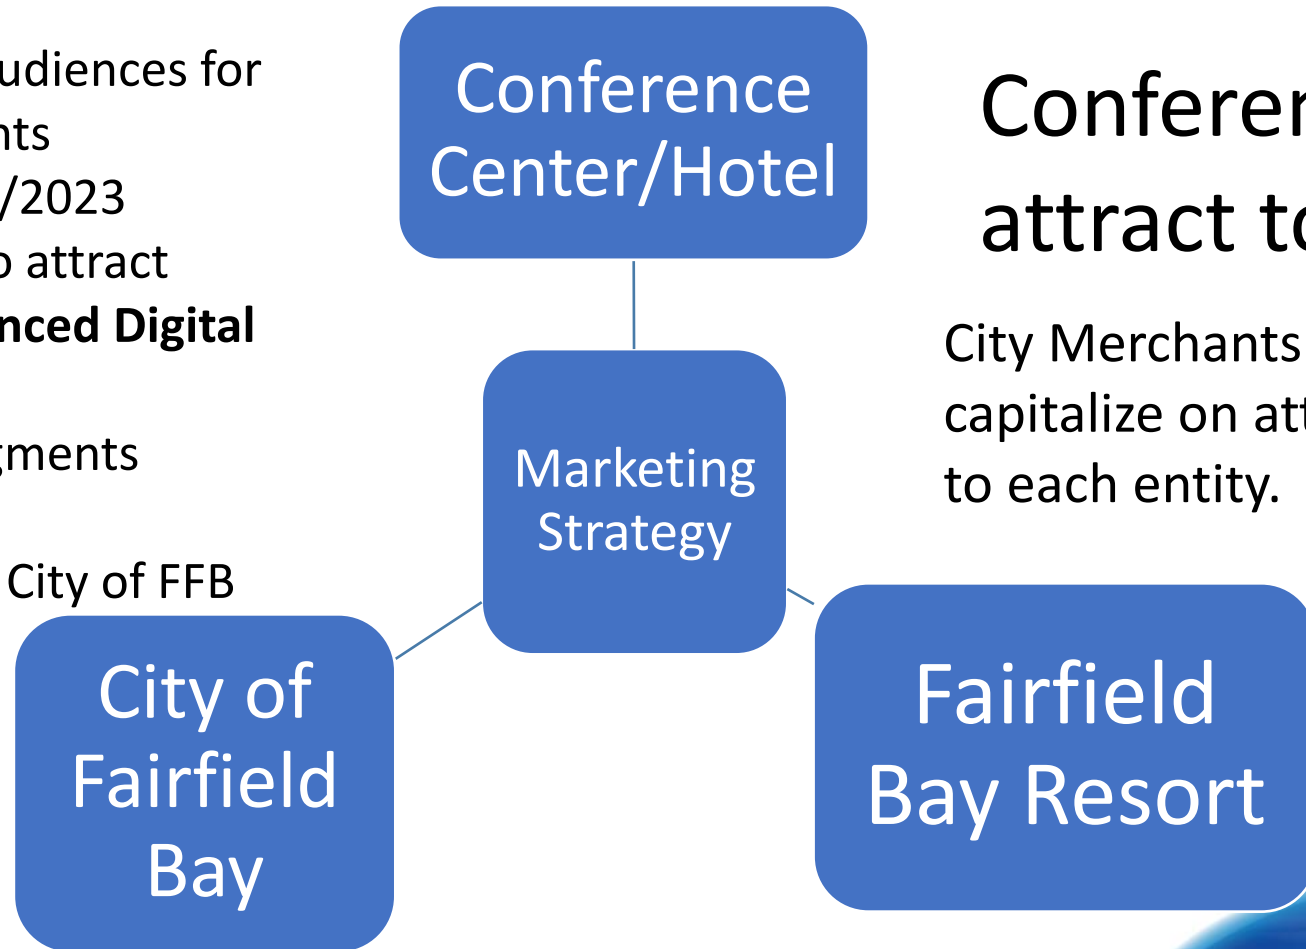 udiences for
nts
/2023
o attract
nced Digital
gments
City of FFB
Conference
Center/Hotel
Marketing
Strategy
City of
Fairfield
Bay
Conferen
attract to
City Merchants
capitalize on att
to each entity.
Fairfield
Bay Resort